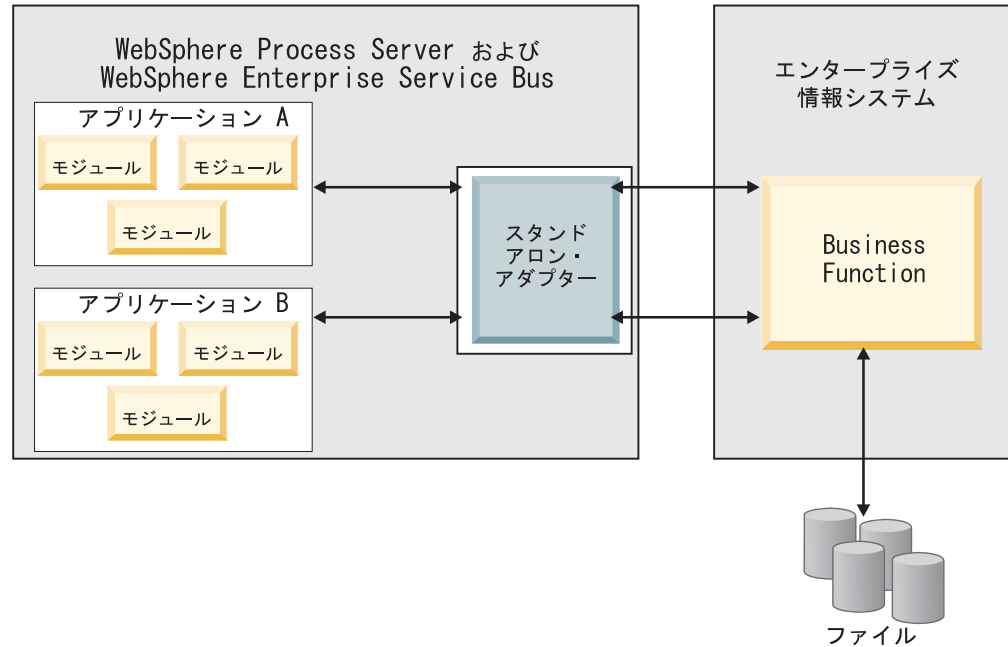 WebSphere Process Server および
WebSphere Enterprise Service Bus
アプリケーション A
モジュール
モジュール
モジュール
アプリケーション B
モジュール
モジュール
モジュール
スタンド
アロン・
アダプター
エンタープライズ
情報システム
Business
Function
ファイル